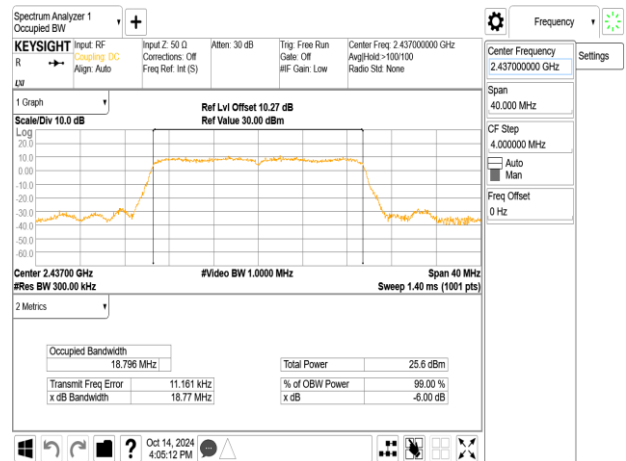 Spectrum Analyzer 1
Occupied BW
Frequency
KEYSIGHT
R
Input: RF
Coupling: DC
Align: Auto
Input Z: 50 Ω
Corrections: Off
Freq Ref: Int (S)
Atten: 30 dB
Trig: Free Run
Gate: Off
#IF Gain: Low
Center Freq: 2.437000000 GHz
Avg|Hold:>100/100
Radio Std: None
LXI
Center Frequency
2.437000000 GHz
Settings
Span
40.000 MHz
CF Step
4.000000 MHz
Auto
Man
Freq Offset
0 Hz
1 Graph
Scale/Div 10.0 dB
Ref Lvl Offset 10.27 dB
Ref Value 30.00 dBm
Log
20.0
10.0
0.00
-10.0
-20.0
-30.0
-40.0
-50.0
-60.0
Center 2.43700 GHz
#Res BW 300.00 kHz
#Video BW 1.0000 MHz
Span 40 MHz
Sweep 1.40 ms (1001 pts)
2 Metrics
Occupied Bandwidth
18.796 MHz
Transmit Freq Error 11.161 kHz
x dB Bandwidth 18.77 MHz
Total Power 25.6 dBm
% of OBW Power 99.00 %
x dB -6.00 dB
?
Oct 14, 2024
4:05:12 PM